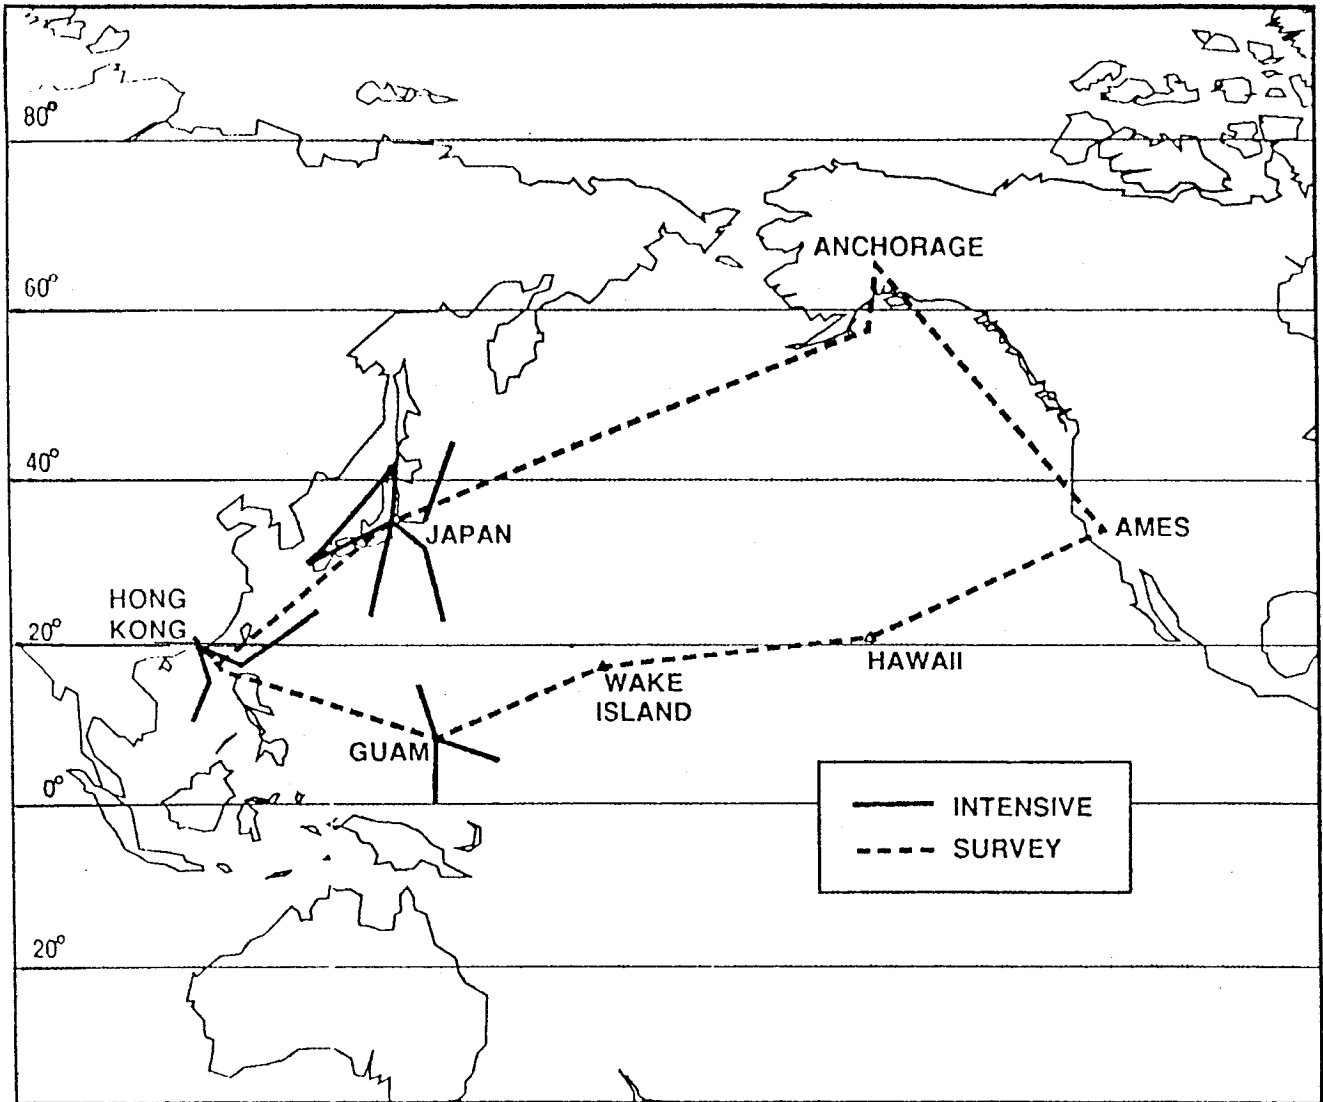 80°
ANCHORAGE
60°
40°
JAPAN
AMES
HONG
KONG
20°
HAWAII
WAKE
ISLAND
GUAM
0°
INTENSIVE
SURVEY
20°